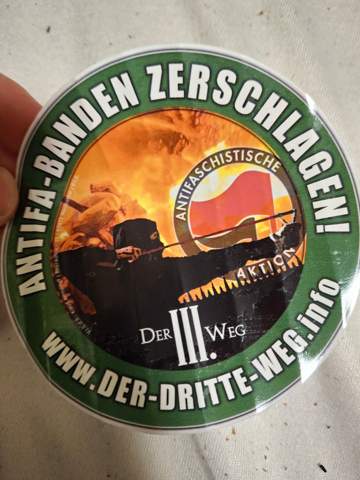 ANTIFA-BANDEN ZERSCHLAGEN!
ANTIFASCHISTISCHE
AKTION
DER III. WEG
www.DER-DRITTE-WEG.info